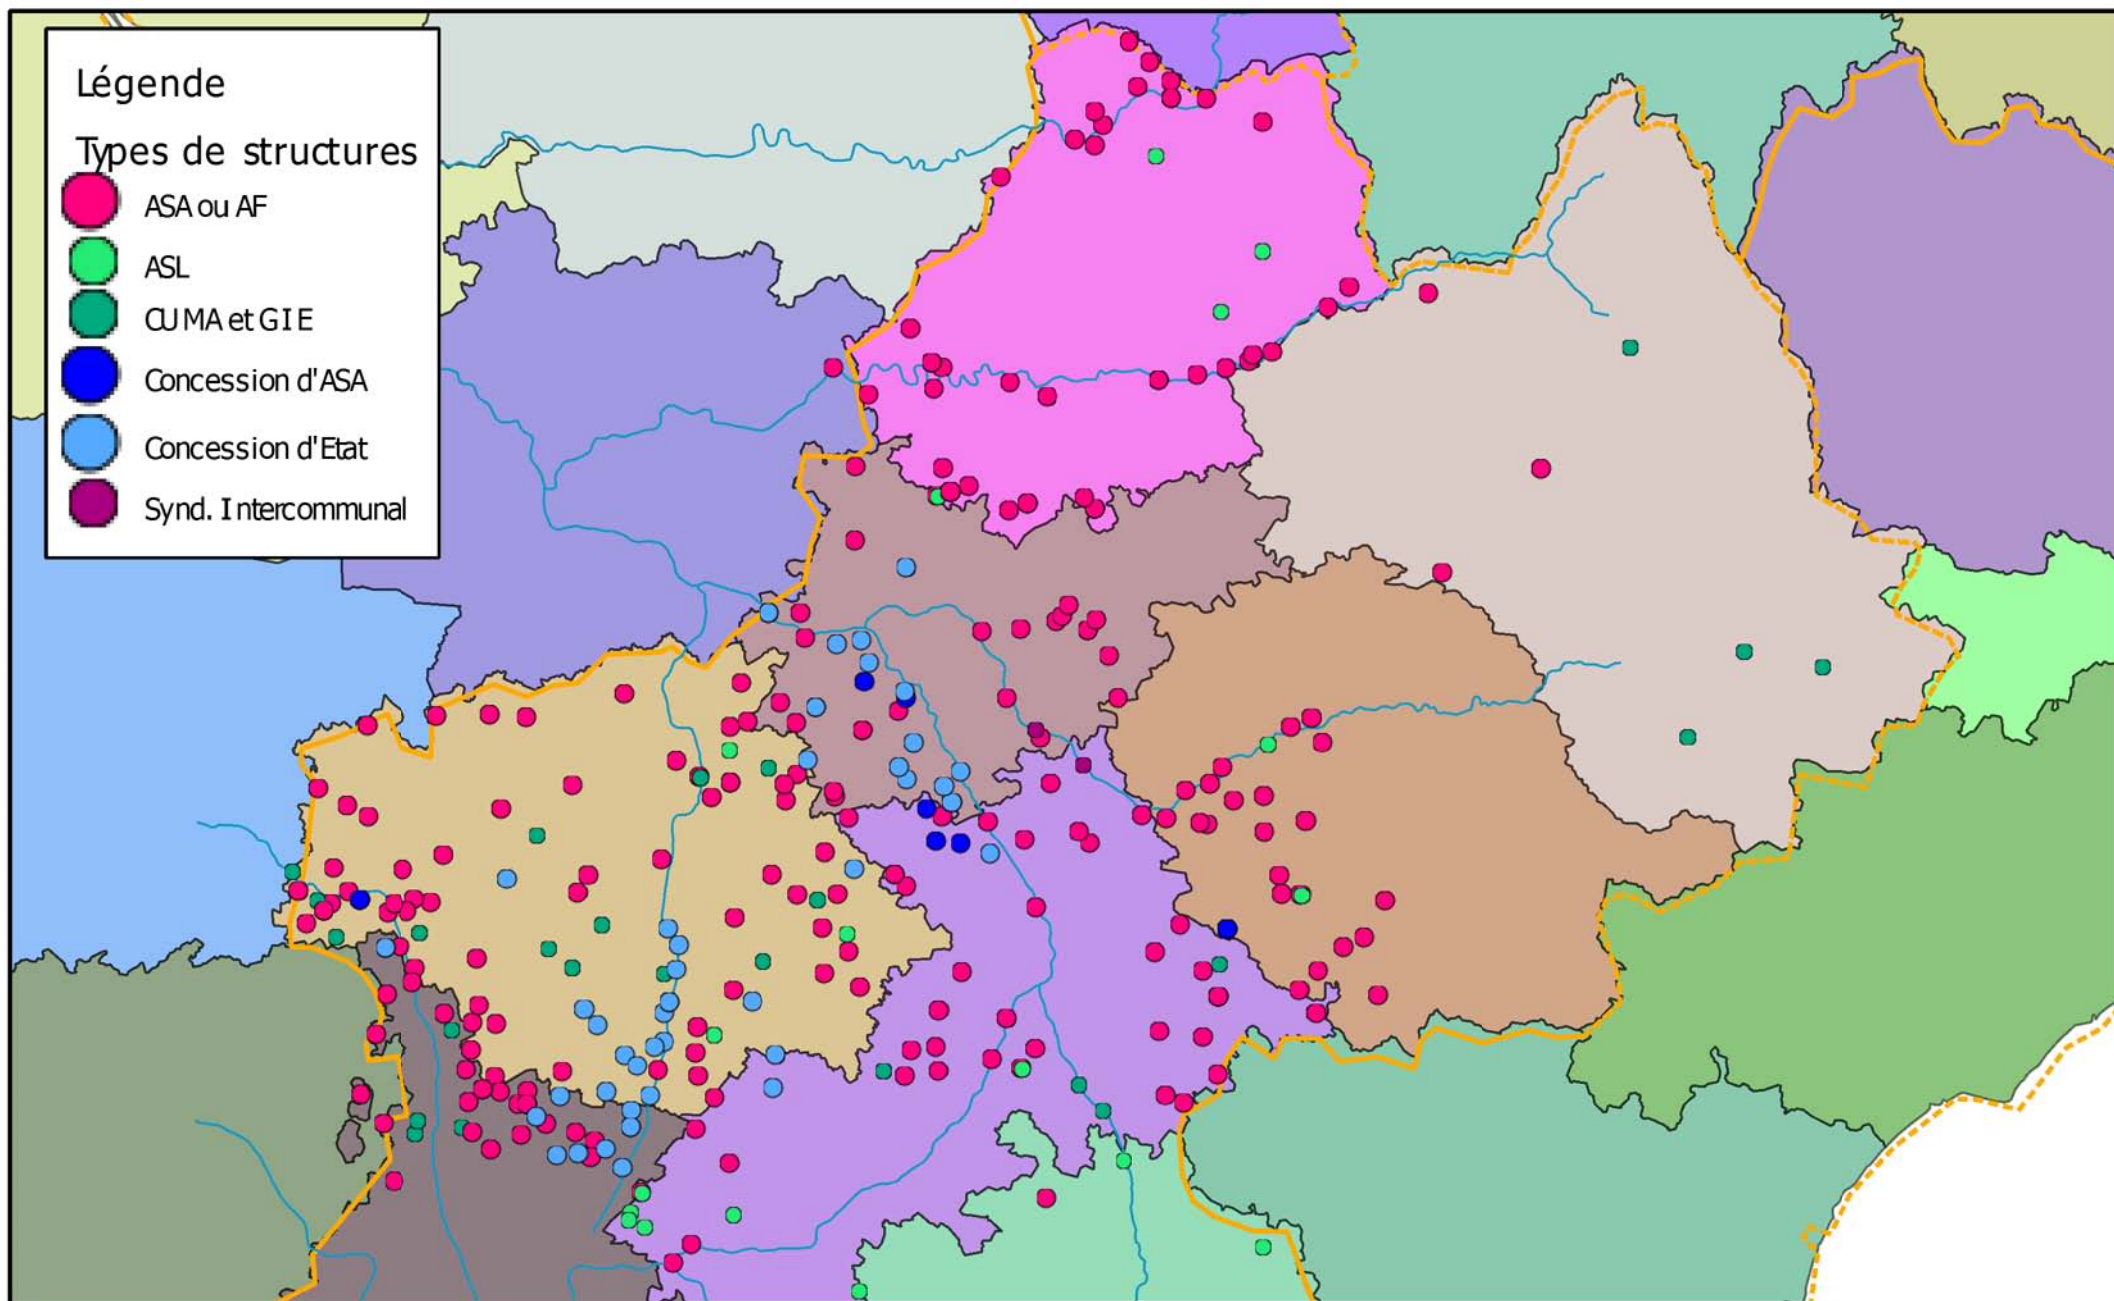 Légende
Types de structures
ASA ou AF
ASL
CUMA et GIE
Concession d'ASA
Concession d'Etat
Synd. Intercommunal